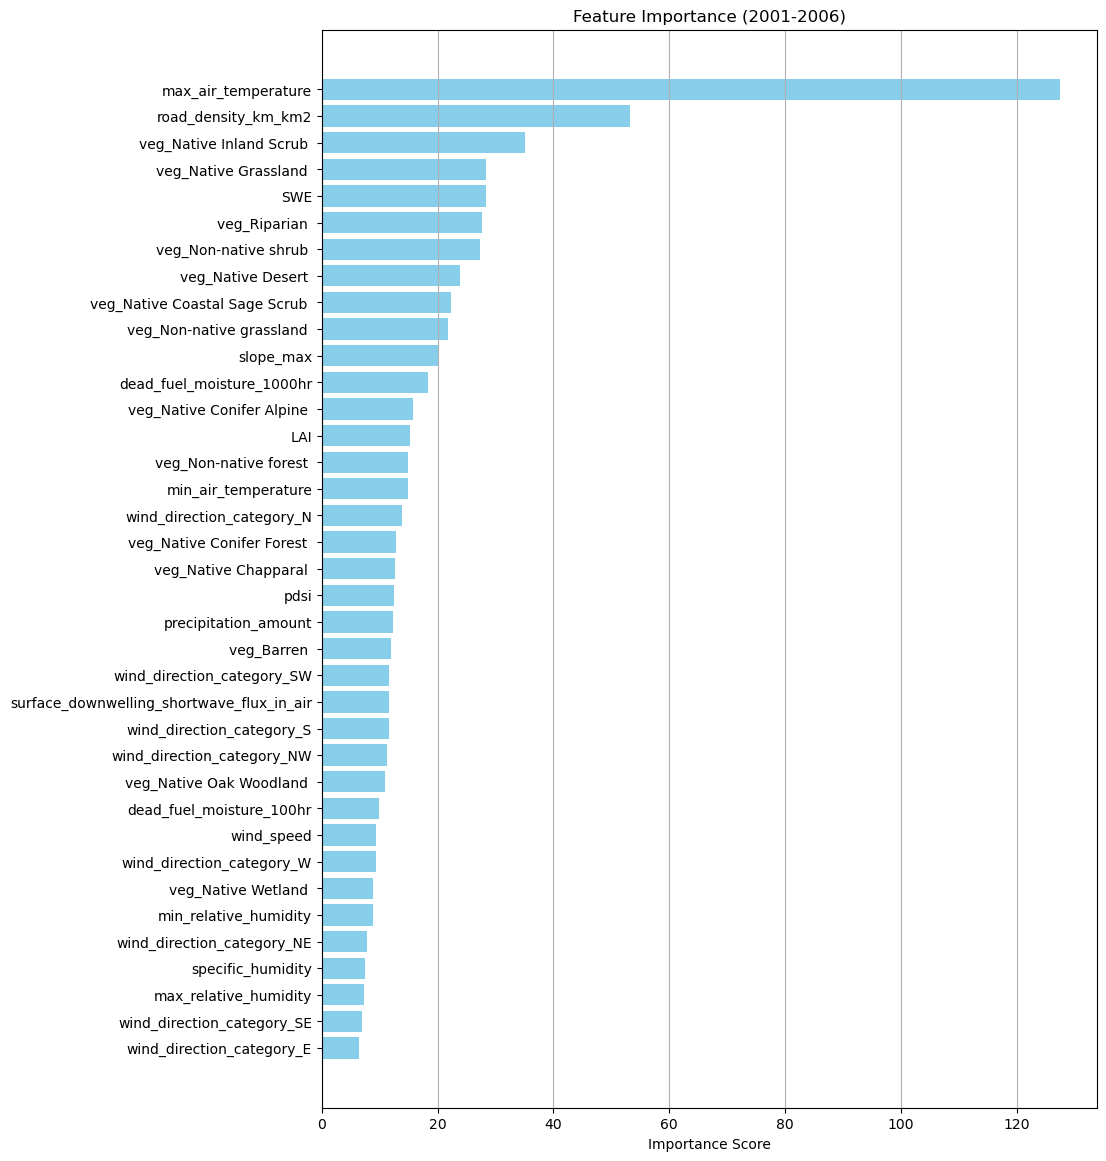 Feature Importance (2001-2006)
max_air_temperature
road_density_km_km2
veg_Native Inland Scrub
veg_Native Grassland
SWE
veg_Riparian
veg_Non-native shrub
veg_Native Desert
veg_Native Coastal Sage Scrub
veg_Non-native grassland
slope_max
dead_fuel_moisture_1000hr
veg_Native Conifer Alpine
LAI
veg_Non-native forest
min_air_temperature
wind_direction_category_N
veg_Native Conifer Forest
veg_Native Chapparal
pdsi
precipitation_amount
veg_Barren
wind_direction_category_SW
surface_downwelling_shortwave_flux_in_air
wind_direction_category_S
wind_direction_category_NW
veg_Native Oak Woodland
dead_fuel_moisture_100hr
wind_speed
wind_direction_category_W
veg_Native Wetland
min_relative_humidity
wind_direction_category_NE
specific_humidity
max_relative_humidity
wind_direction_category_SE
wind_direction_category_E
0 20 40 60 80 100 120
Importance Score